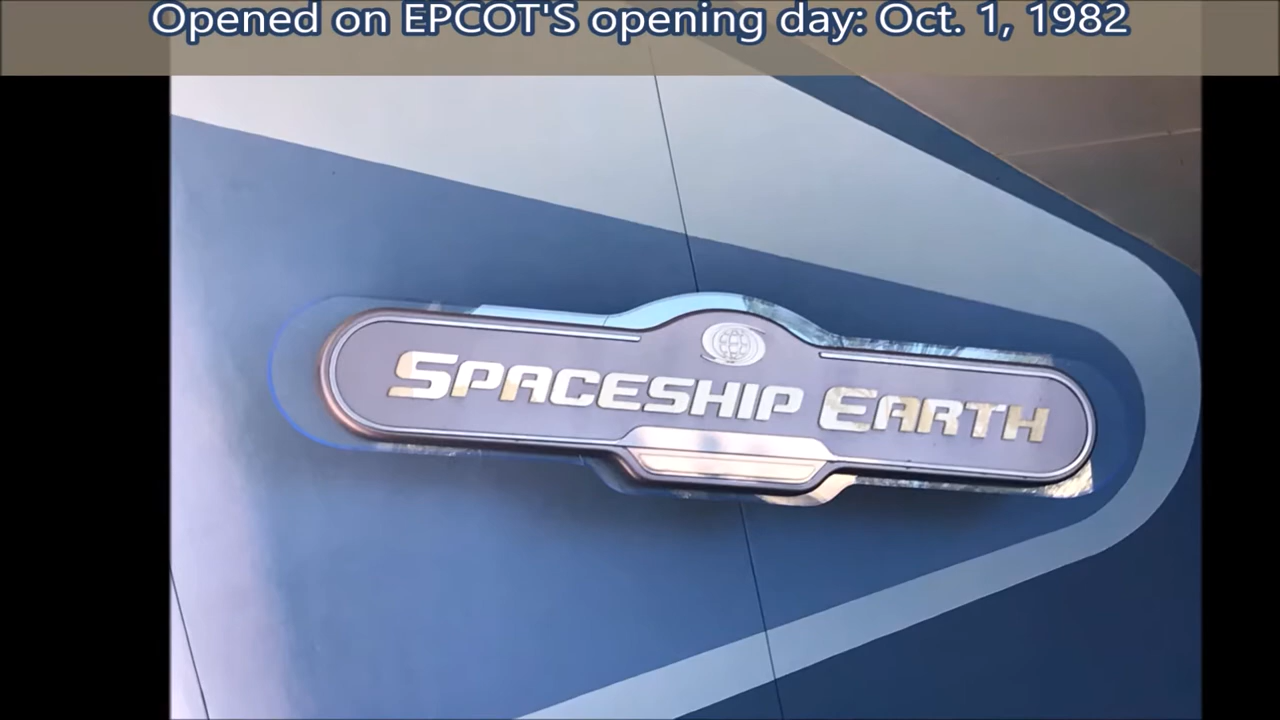 Opened on EPCOT'S opening day: Oct. 1, 1982
SPACESHIP EARTH